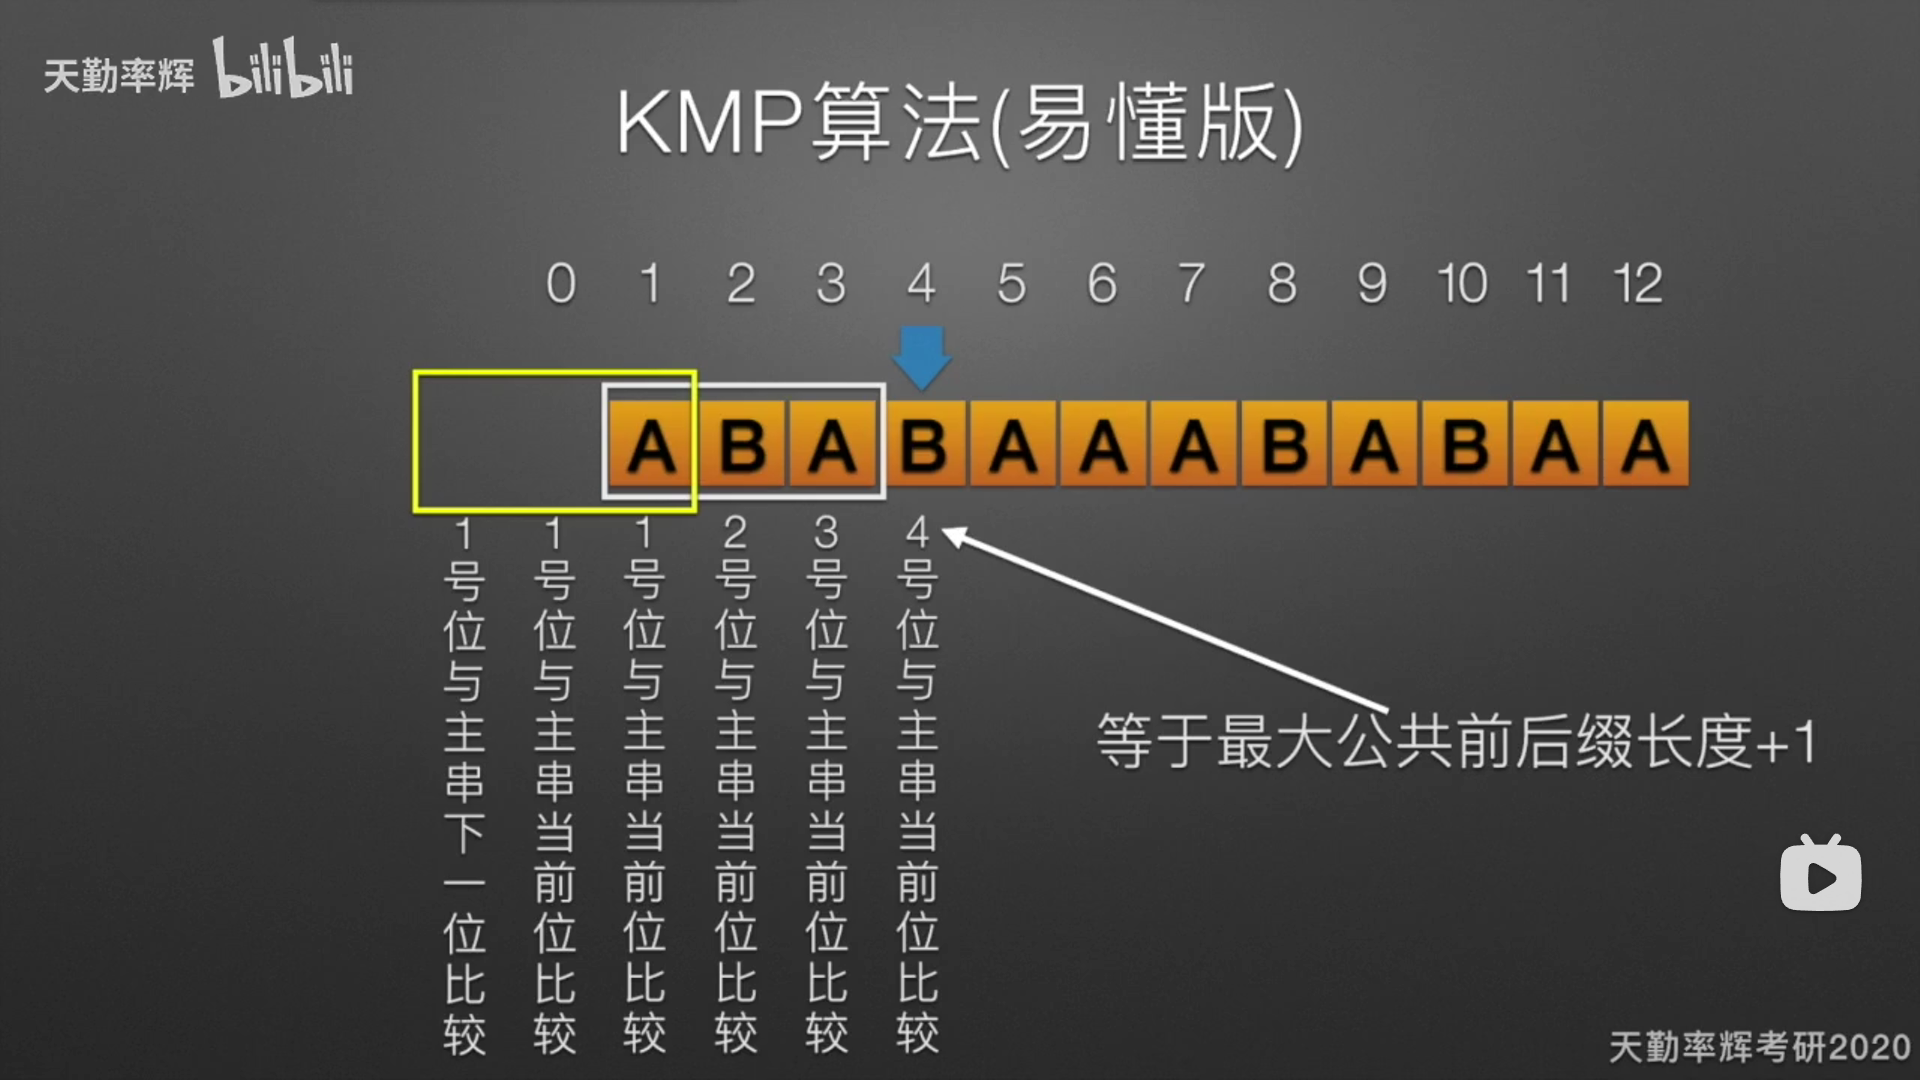 天勤率辉 bilibili
KMP算法(易懂版)
0 1 2 3 4 5 6 7 8 9 10 11 12
A B A B A A A B A B A A
1号位与主串下一位比较
1号位与主串当前位比较
1号位与主串当前位比较
2号位与主串当前位比较
3号位与主串当前位比较
4号位与主串当前位比较
等于最大公共前后缀长度+1
天勤率辉考研2020